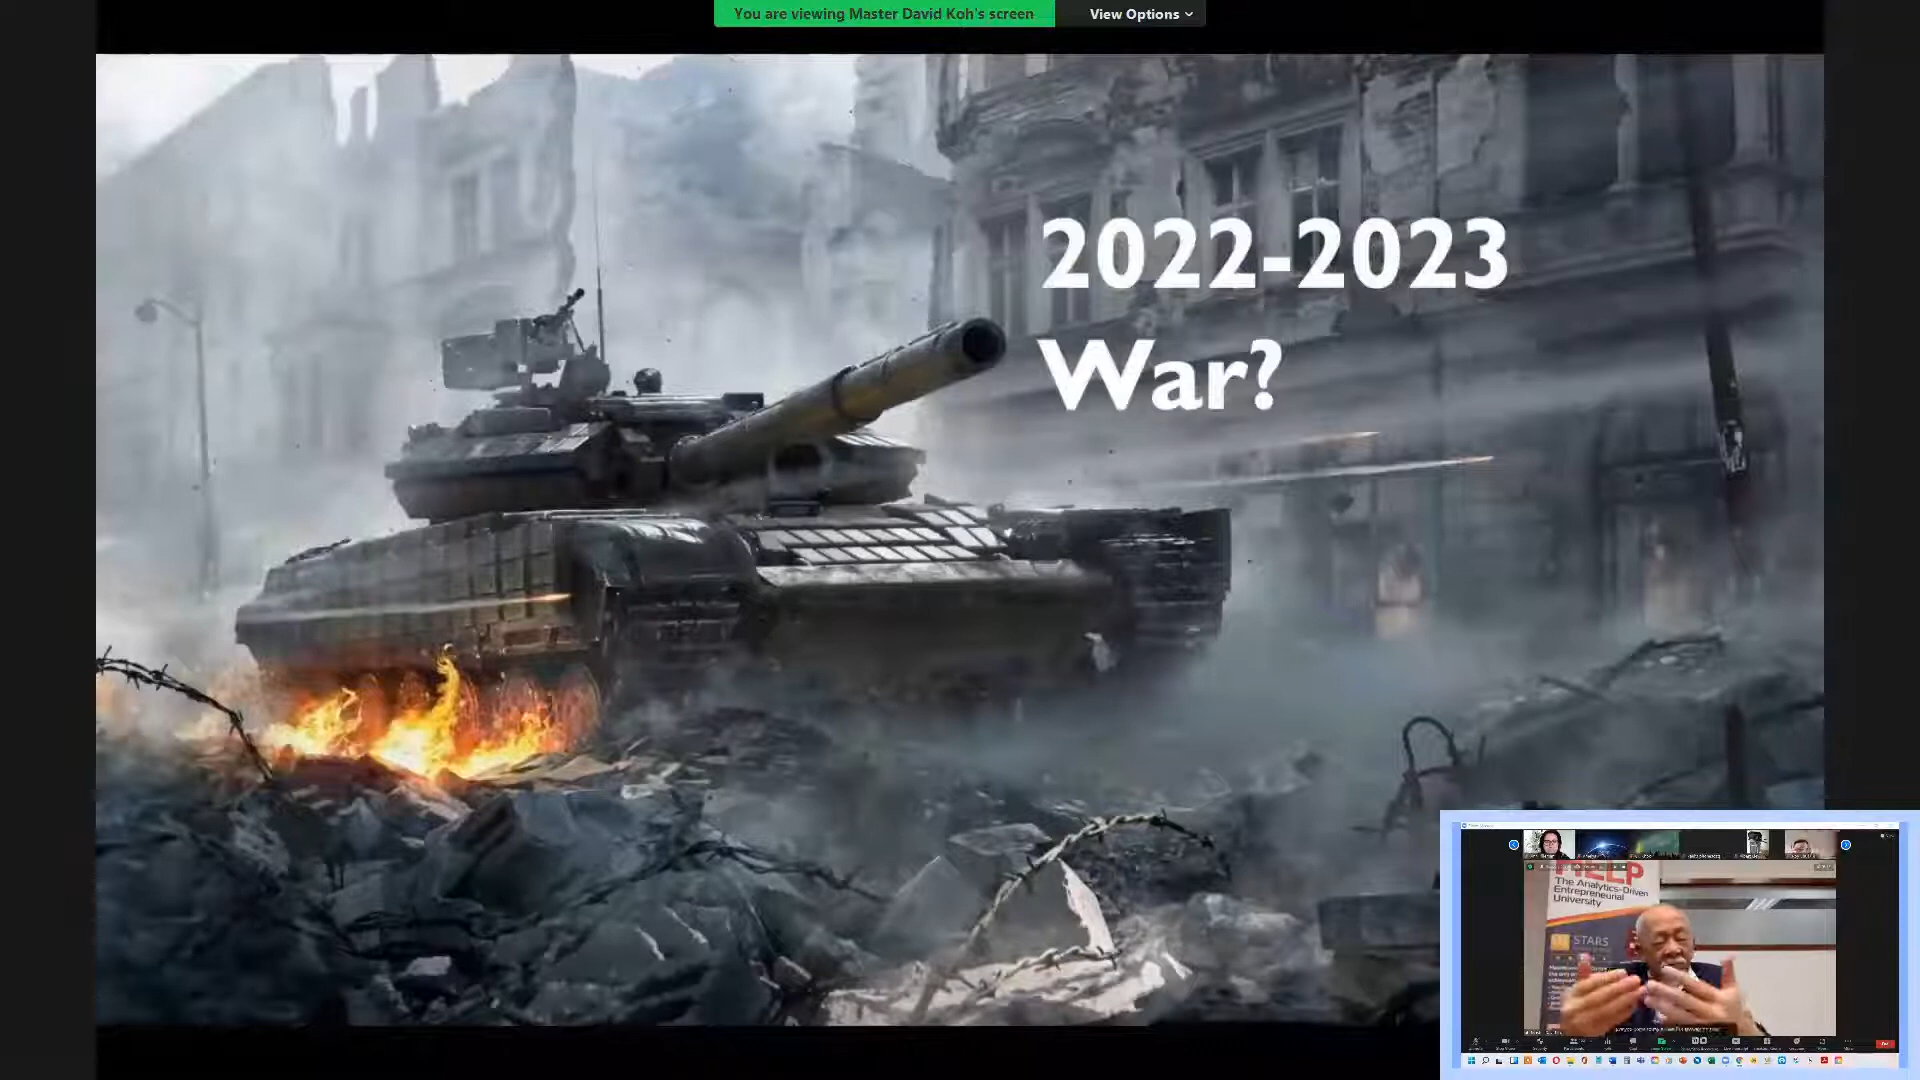 You are viewing Master David Koh's screen
View Options
2022-2023
War?
HELP
The Analytics-Driven
Entrepreneurial
University
STARS